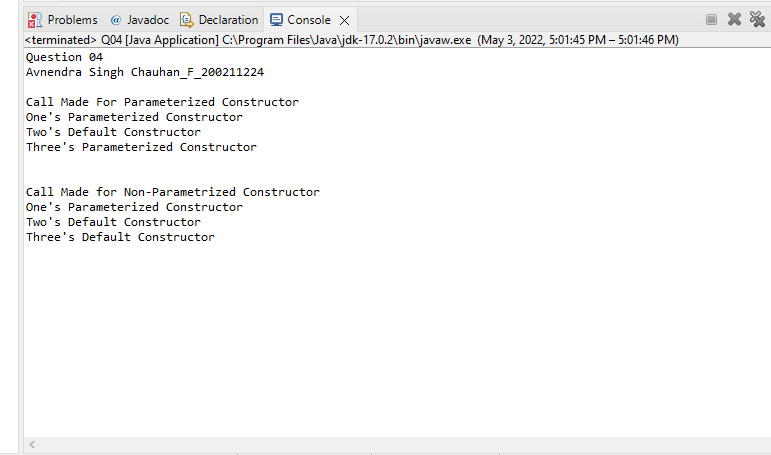 Problems @ Javadoc Declaration Console
<terminated> Q04 [Java Application] C:\Program Files\Java\jdk-17.0.2\bin\javaw.exe (May 3, 2022, 5:01:45 PM – 5:01:46 PM)
Question 04
Avnendra Singh Chauhan_F_200211224
Call Made For Parameterized Constructor
One's Parameterized Constructor
Two's Default Constructor
Three's Parameterized Constructor
Call Made for Non-Parametrized Constructor
One's Parameterized Constructor
Two's Default Constructor
Three's Default Constructor